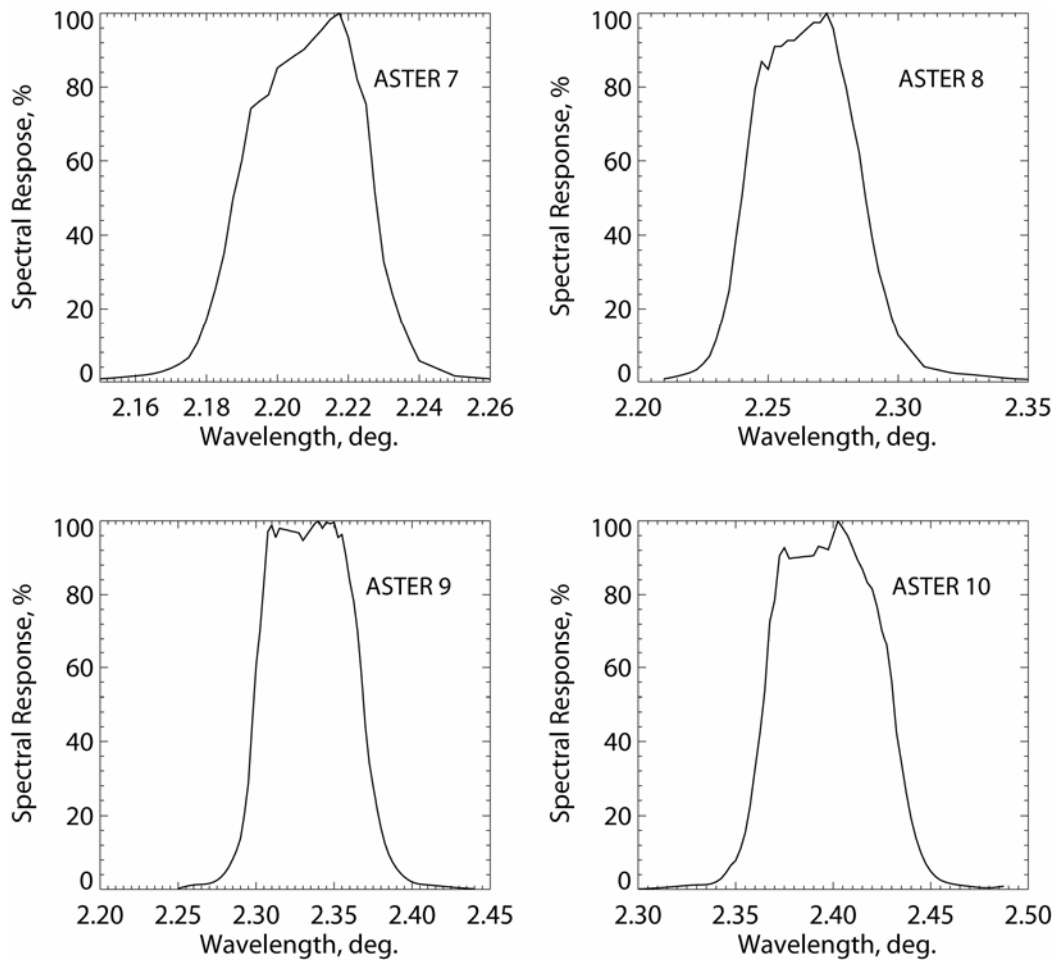 100
80
60
40
20
0
Spectral Respose, %
ASTER 7
2.16 2.18 2.20 2.22 2.24 2.26
Wavelength, deg.
100
80
60
40
20
0
Spectral Response, %
ASTER 8
2.20 2.25 2.30 2.35
Wavelength, deg.
100
80
60
40
20
0
Spectral Response, %
ASTER 9
2.20 2.25 2.30 2.35 2.40 2.45
Wavelength, deg.
100
80
60
40
20
0
Spectral Response, %
ASTER 10
2.30 2.35 2.40 2.45 2.50
Wavelength, deg.